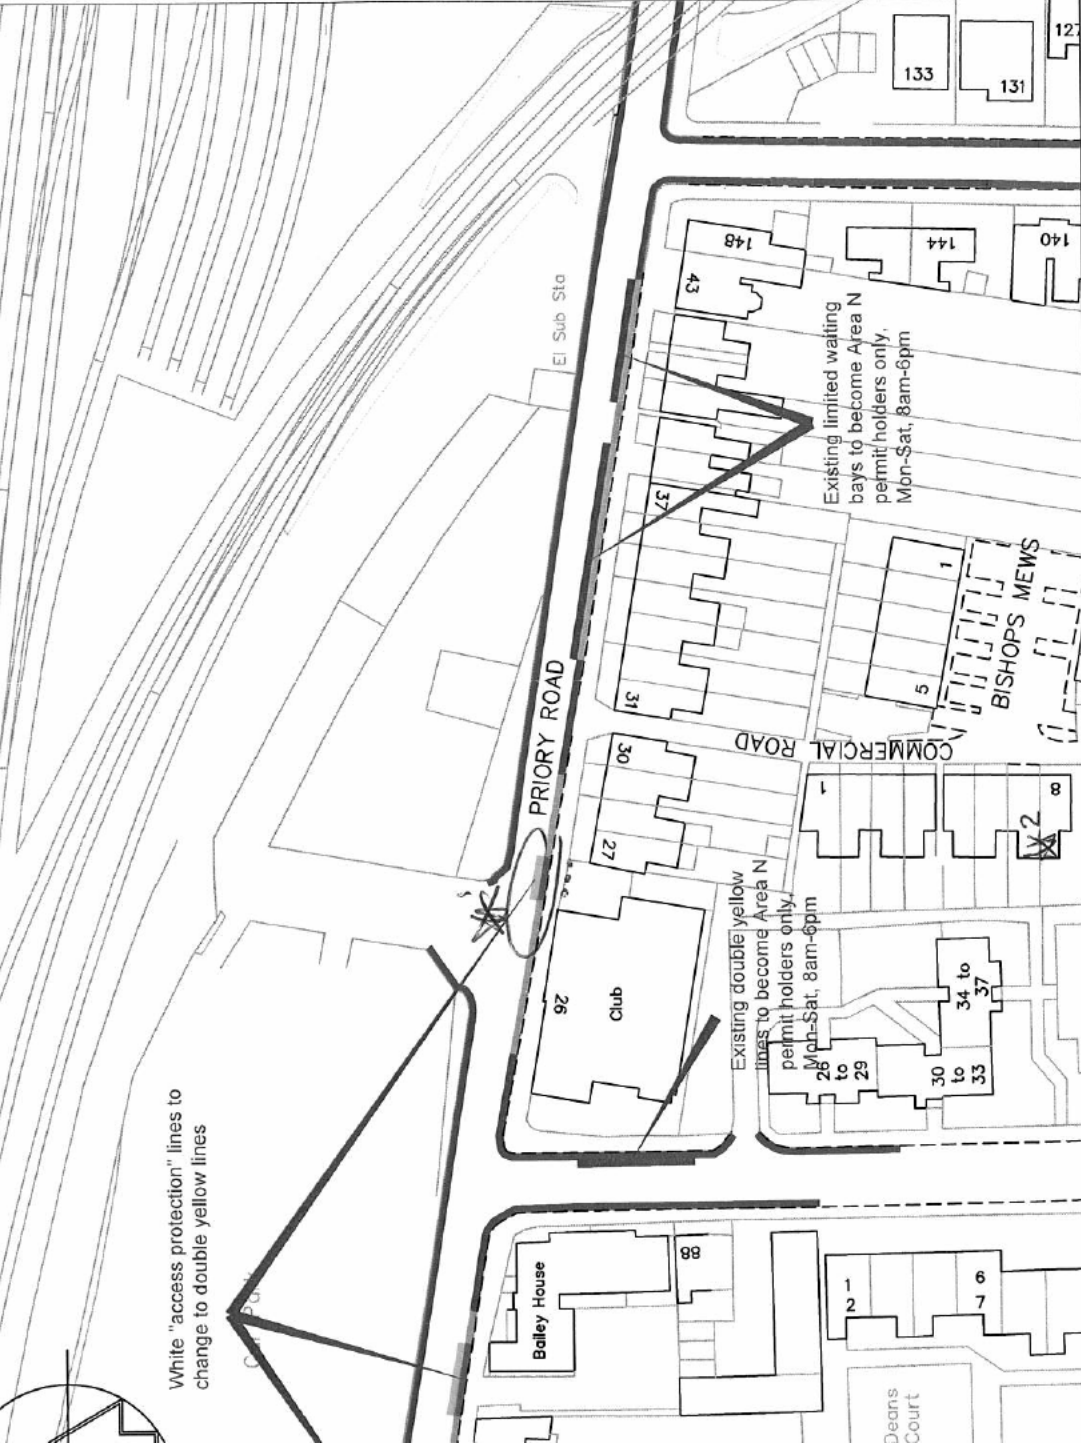 White "access protection" lines to
change to double yellow lines
Existing double yellow
lines to become Area N
permit holders only,
Mon-Sat, 8am-6pm
Existing limited waiting
bays to become Area N
permit holders only,
Mon-Sat, 8am-6pm
El Sub Sta
PRIORY ROAD
COMMERCIAL ROAD
BISHOPS MEWS
133
131
127
148
144
140
43
37
31
30
27
26
Club
1
5
1
8
2
26
to
29
30
to
33
34 to
37
Bailey House
88
1
2
6
7
Deans
Court